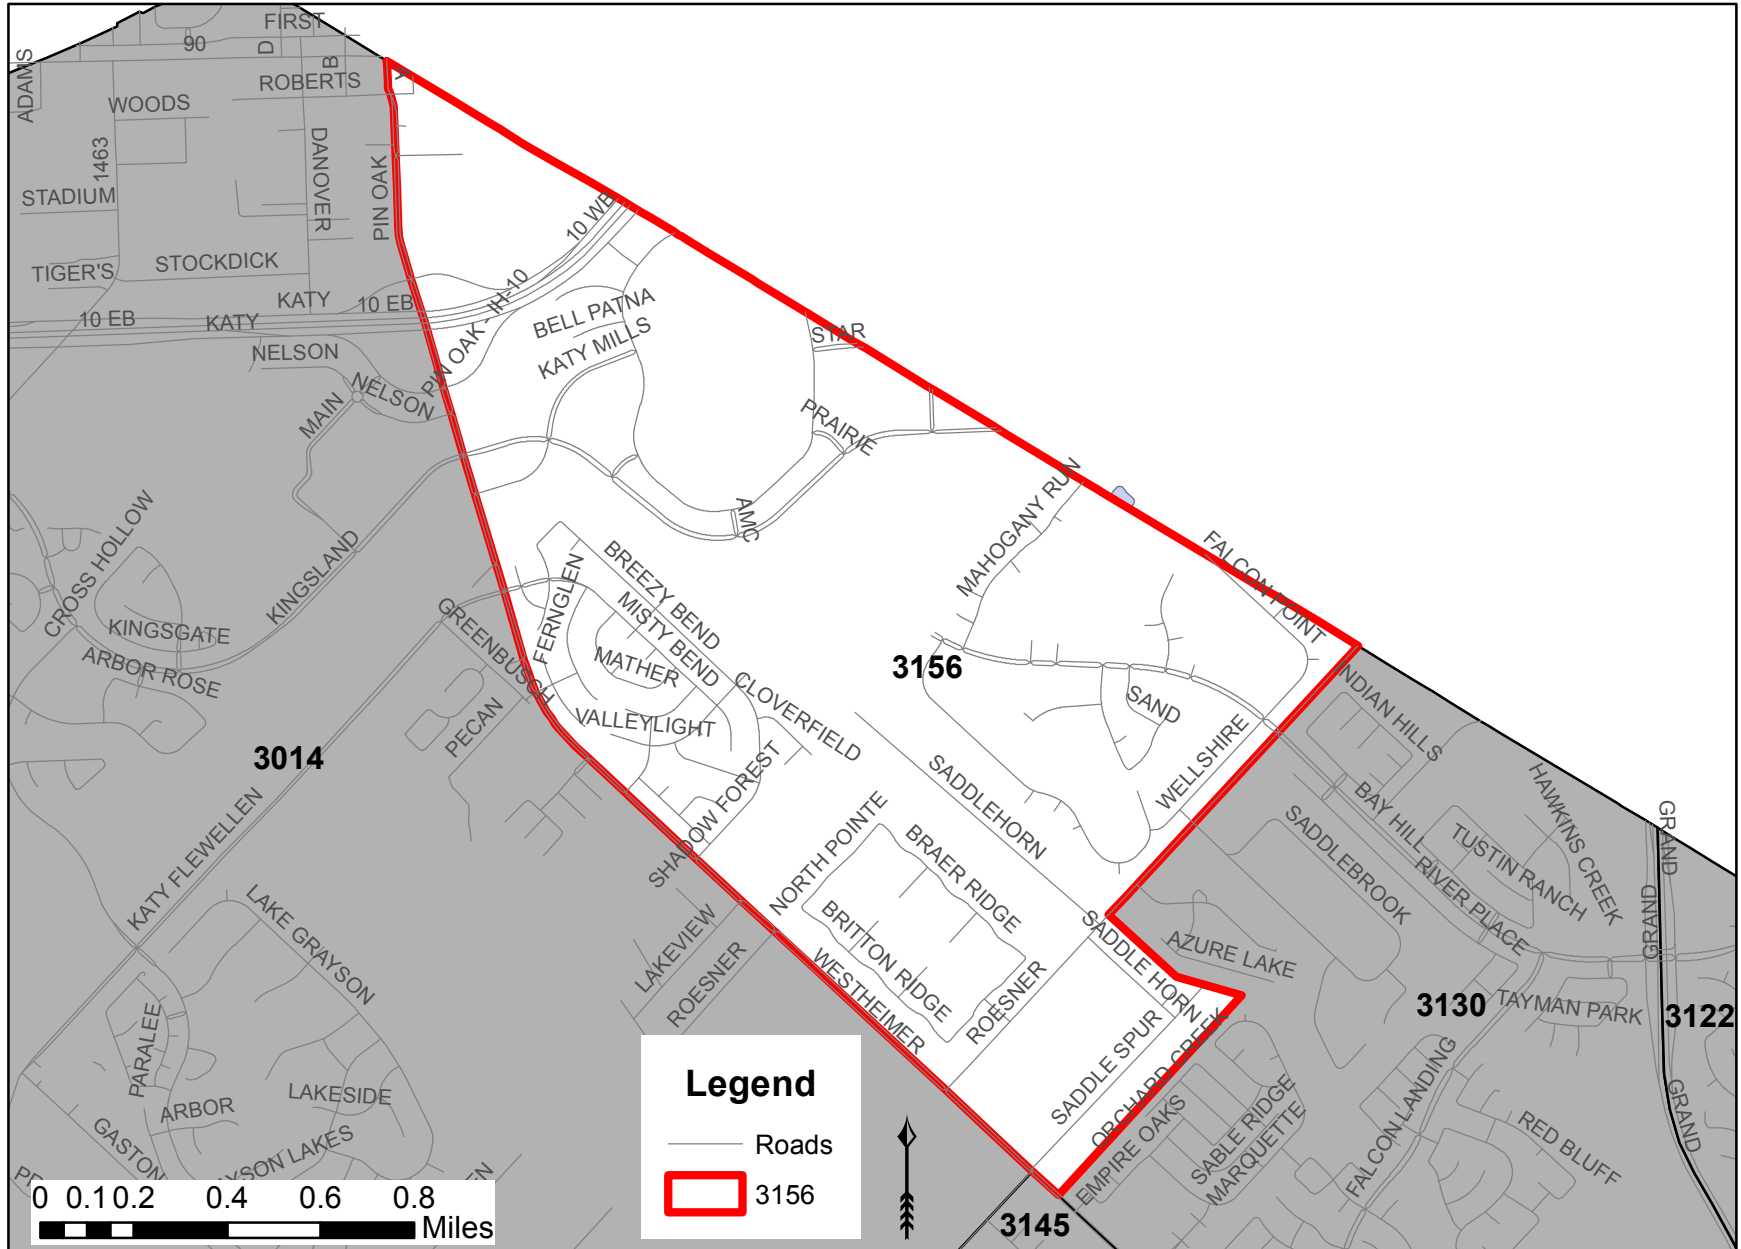 FIRST
90
D
B
A
ADAMS
ROBERTS
WOODS
1463
DANOVER
PIN OAK
STADIUM
10 WB
TIGER'S
STOCKDICK
KATY
10 EB
10 EB
KATY
PIN OAK - IH-10
BELL PATNA
KATY MILLS
STAR
NELSON
NELSON
MAIN
PRAIRIE
AMC
MAHOGANY RUN
FALCON POINT
CROSS HOLLOW
KINGSLAND
KINGSGATE
ARBOR ROSE
GREENBUSCH
FERNGLEN
BREEZY BEND
MISTY BEND
MATHER
VALLEYLIGHT
CLOVERFIELD
3156
SAND
WELLSHIRE
INDIAN HILLS
PECAN
3014
SHADOW FOREST
SADDLEHORN
NORTH POINTE
BRAER RIDGE
BRITTON RIDGE
BAY HILL
SADDLEBROOK
TUSTIN RANCH
HAWKINS CREEK
RIVER PLACE
GRAND
GRAND
KATY FLEWELLEN
LAKE GRAYSON
LAKEVIEW
ROESNER
WESTHEIMER
ROESNER
SADDLE HORN
AZURE LAKE
3130
TAYMAN PARK
3122
SADDLE SPUR
ORCHARD CREEK
PARALEE
ARBOR
LAKESIDE
GASTON
EMPIRE OAKS
SABLE RIDGE
MARQUETTE
FALCON LANDING
RED BLUFF
GRAND
3145
Legend
Roads
3156
0 0.1 0.2 0.4 0.6 0.8
Miles